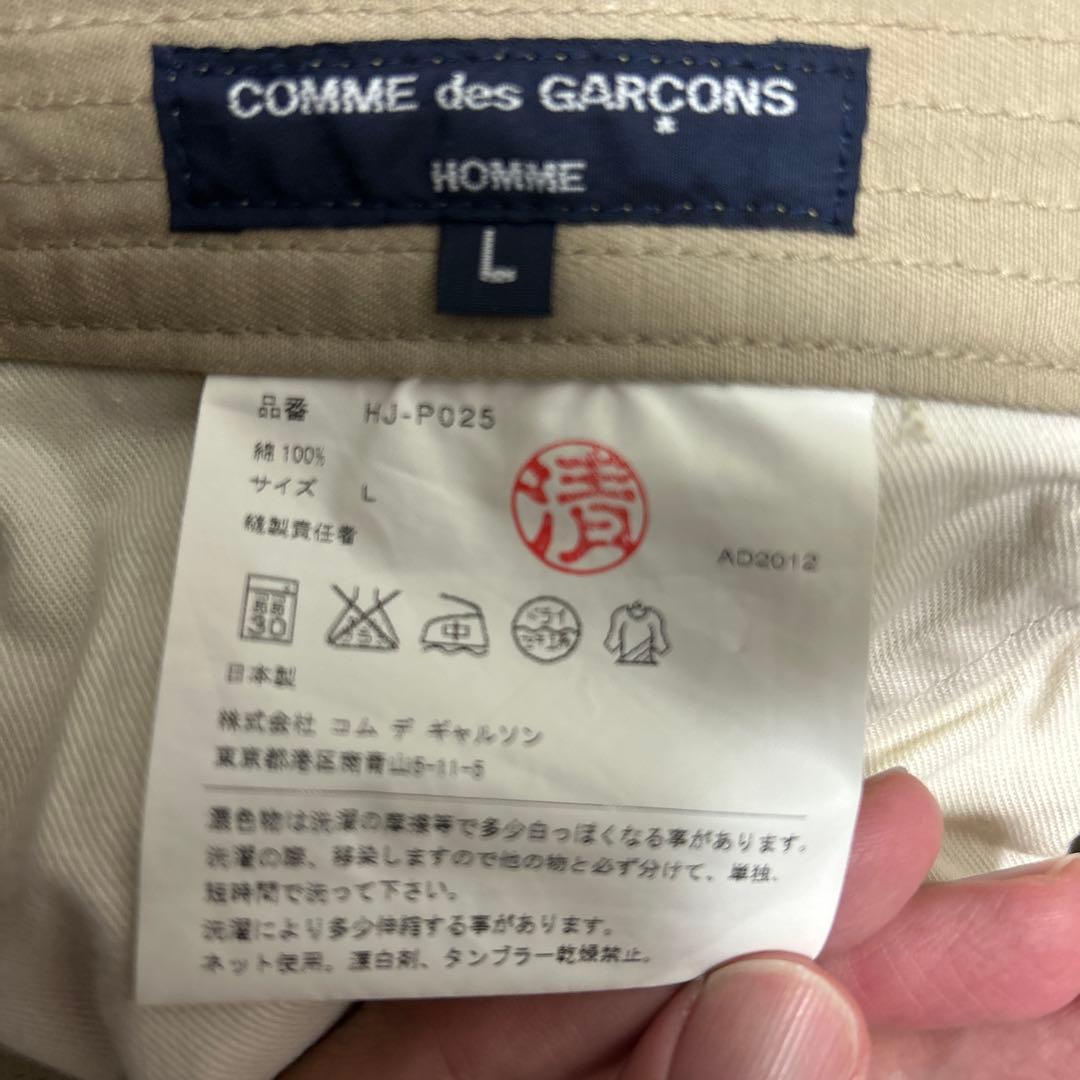 COMME des GARÇONS
HOMME
L
品番 HJ-P025
綿 100%
サイズ L
縫製責任者
清
AD2012
30
中
ドライ
日本製
株式会社 コム デ ギャルソン
東京都港区南青山5-11-5
濃色物は洗濯の摩擦等で多少白っぽくなる事があります。
洗濯の際、移染しますので他の物と必ず分けて、単独、
短時間で洗って下さい。
洗濯により多少伸縮する事があります。
ネット使用。漂白剤、タンブラー乾燥禁止。